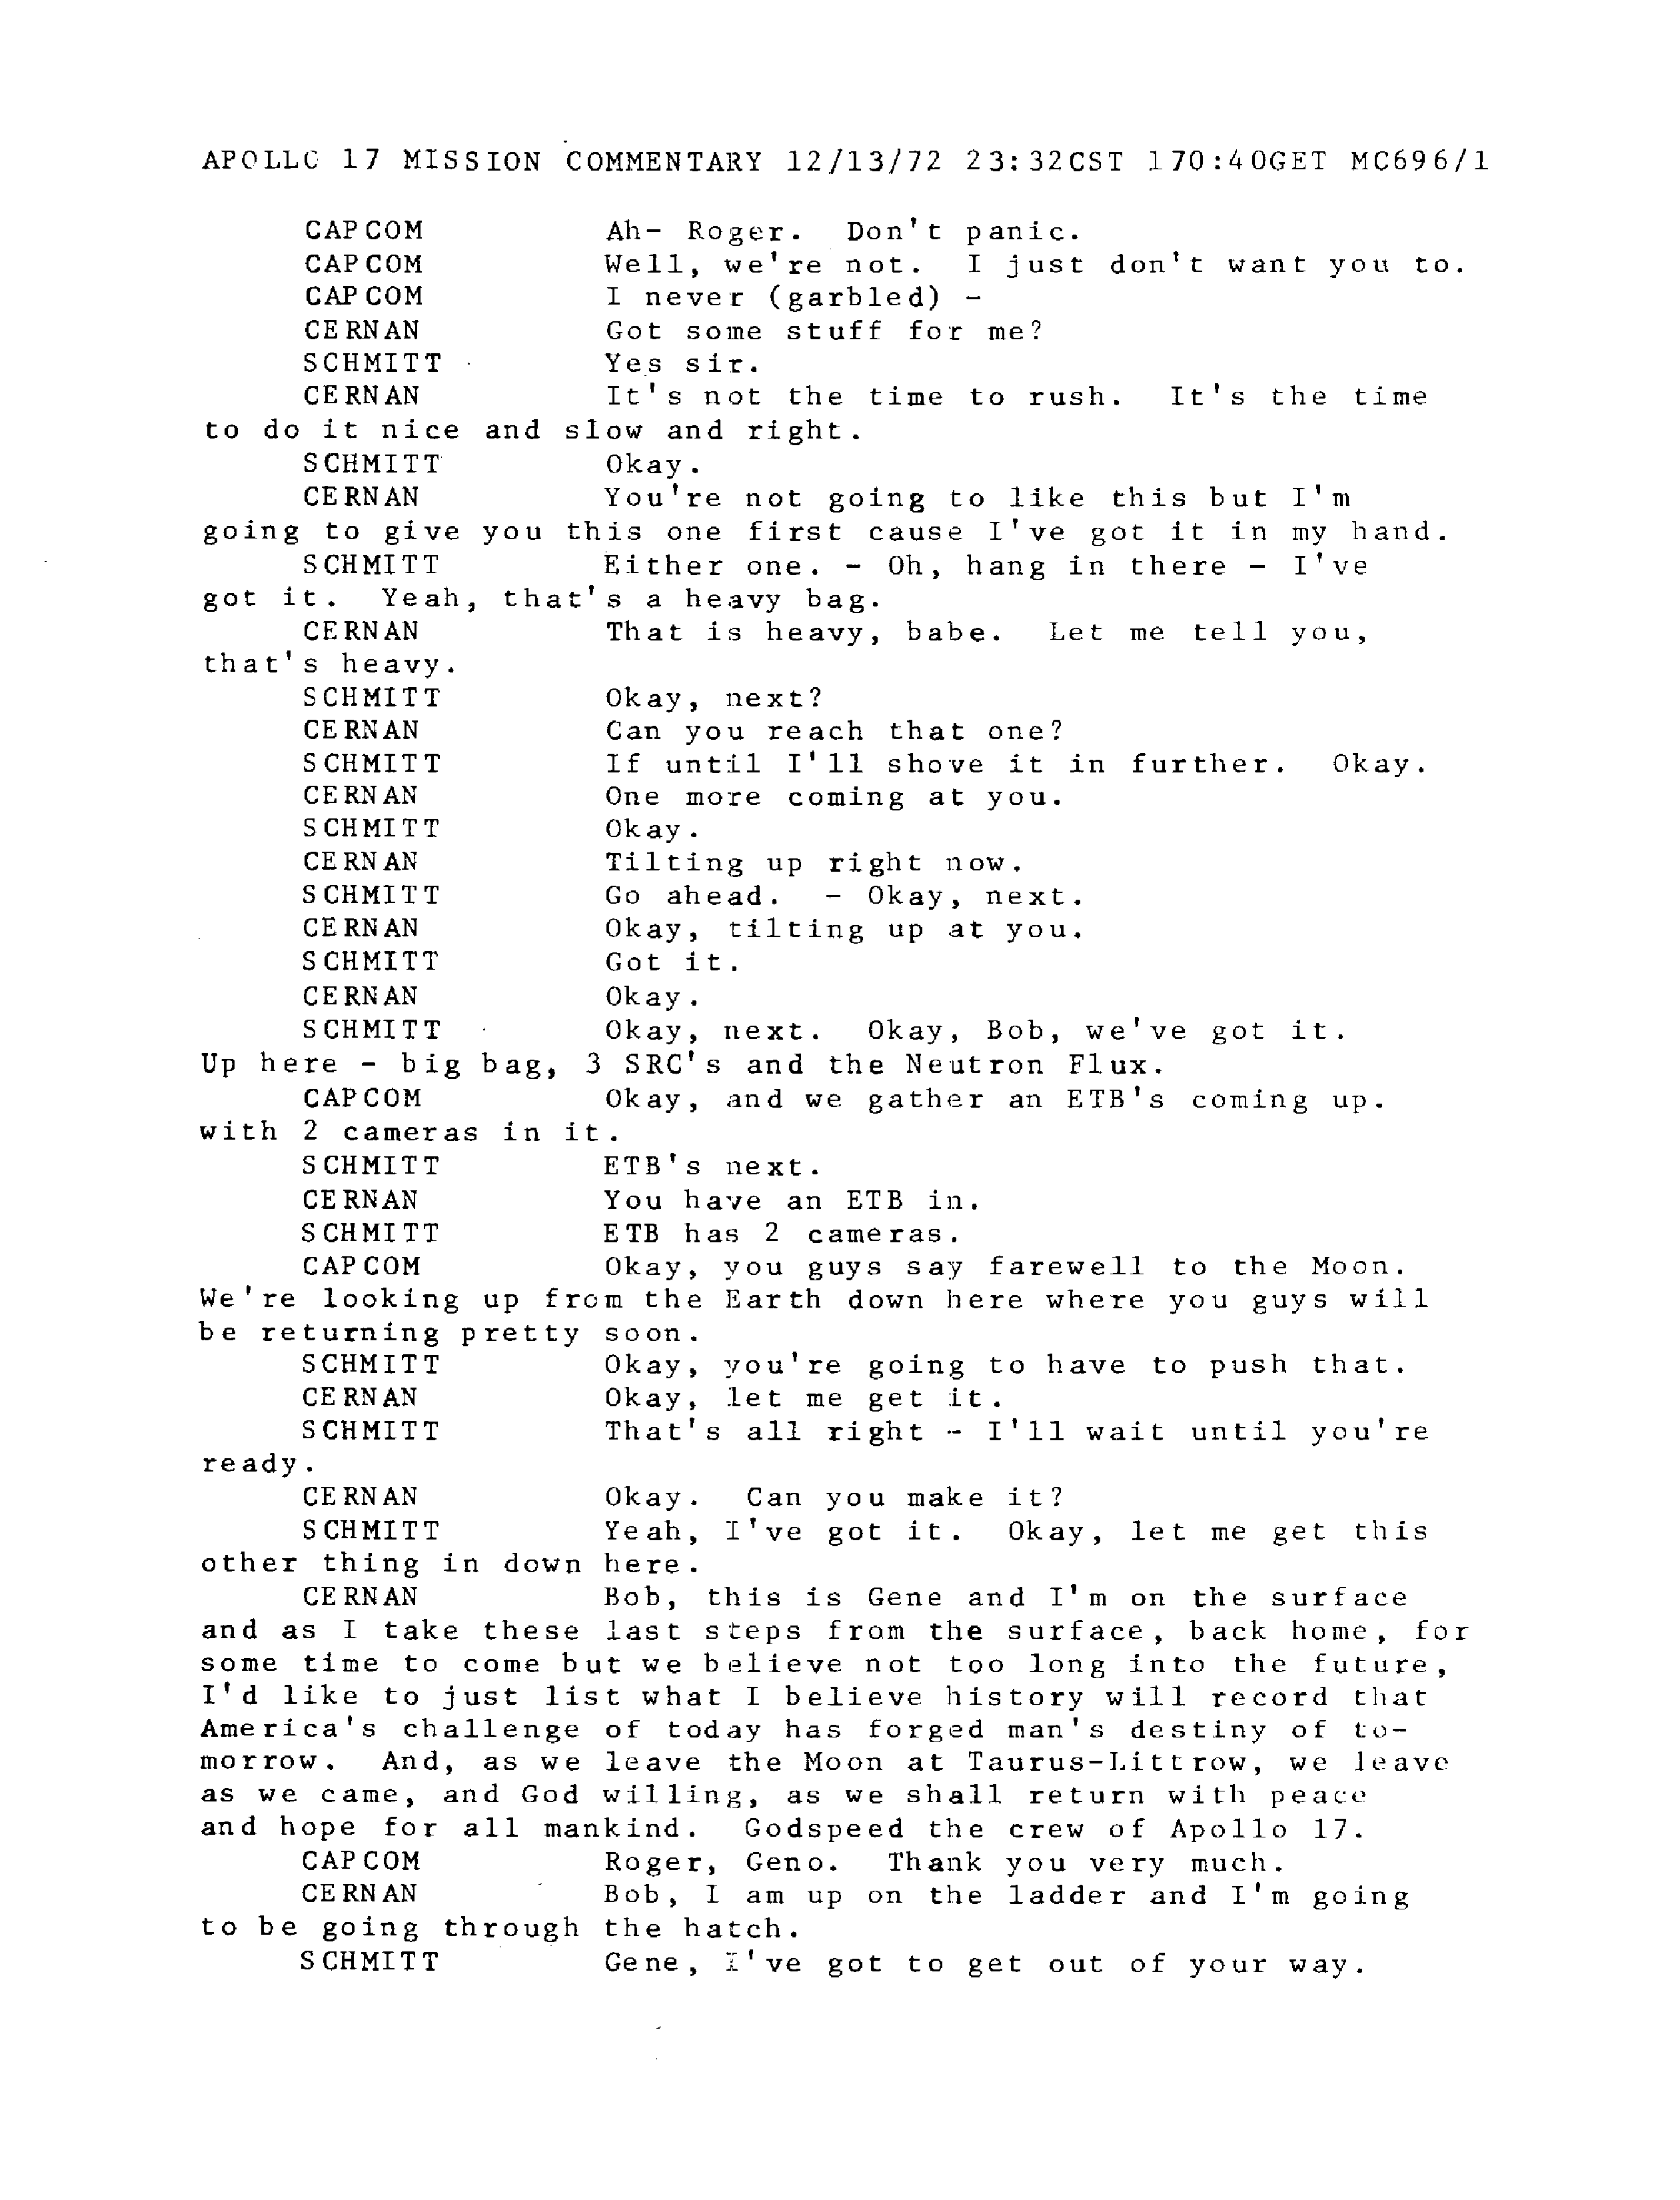 APOLLO 17 MISSION COMMENTARY 12/13/72 23:32CST 170:40GET MC696/1
CAPCOM Ah- Roger. Don't panic.
CAPCOM Well, we're not. I just don't want you to.
CAPCOM I never (garbled) -
CERNAN Got some stuff for me?
SCHMITT Yes sir.
CERNAN It's not the time to rush. It's the time
to do it nice and slow and right.
SCHMITT Okay.
CERNAN You're not going to like this but I'm
going to give you this one first cause I've got it in my hand.
SCHMITT Either one. - Oh, hang in there - I've
got it. Yeah, that's a heavy bag.
CERNAN That is heavy, babe. Let me tell you,
that's heavy.
SCHMITT Okay, next?
CERNAN Can you reach that one?
SCHMITT If until I'll shove it in further. Okay.
CERNAN One more coming at you.
SCHMITT Okay.
CERNAN Tilting up right now.
SCHMITT Go ahead. - Okay, next.
CERNAN Okay, tilting up at you.
SCHMITT Got it.
CERNAN Okay.
SCHMITT Okay, next. Okay, Bob, we've got it.
Up here - big bag, 3 SRC's and the Neutron Flux.
CAPCOM Okay, and we gather an ETB's coming up.
with 2 cameras in it.
SCHMITT ETB's next.
CERNAN You have an ETB in.
SCHMITT ETB has 2 cameras.
CAPCOM Okay, you guys say farewell to the Moon.
We're looking up from the Earth down here where you guys will
be returning pretty soon.
SCHMITT Okay, you're going to have to push that.
CERNAN Okay, let me get it.
SCHMITT That's all right - I'll wait until you're
ready.
CERNAN Okay. Can you make it?
SCHMITT Yeah, I've got it. Okay, let me get this
other thing in down here.
CERNAN Bob, this is Gene and I'm on the surface
and as I take these last steps from the surface, back home, for
some time to come but we believe not too long into the future,
I'd like to just list what I believe history will record that
America's challenge of today has forged man's destiny of to-
morrow. And, as we leave the Moon at Taurus-Littrow, we leave
as we came, and God willing, as we shall return with peace
and hope for all mankind. Godspeed the crew of Apollo 17.
CAPCOM Roger, Geno. Thank you very much.
CERNAN Bob, I am up on the ladder and I'm going
to be going through the hatch.
SCHMITT Gene, I've got to get out of your way.